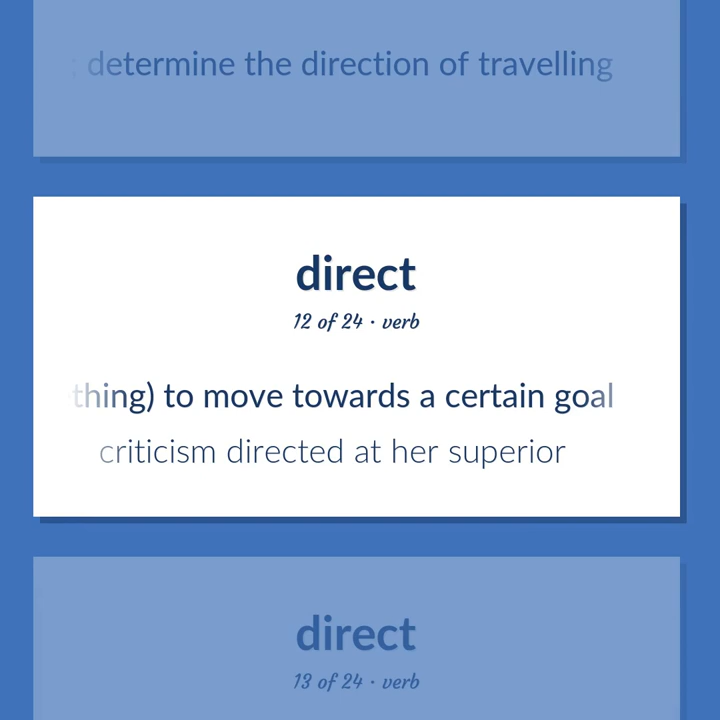 ; determine the direction of travelling
direct
12 of 24 · verb
thing) to move towards a certain goal
criticism directed at her superior
direct
13 of 24 · verb